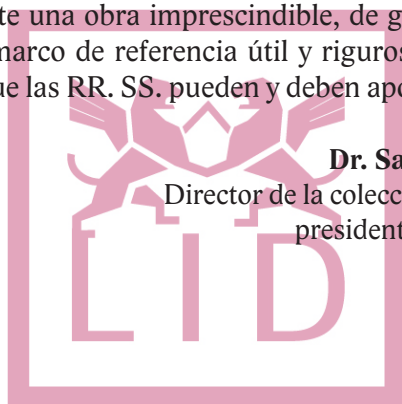 te una obra imprescindible, de g
marco de referencia útil y riguros
ue las RR. SS. pueden y deben apo
Dr. Sa
Director de la colecc
president
LID